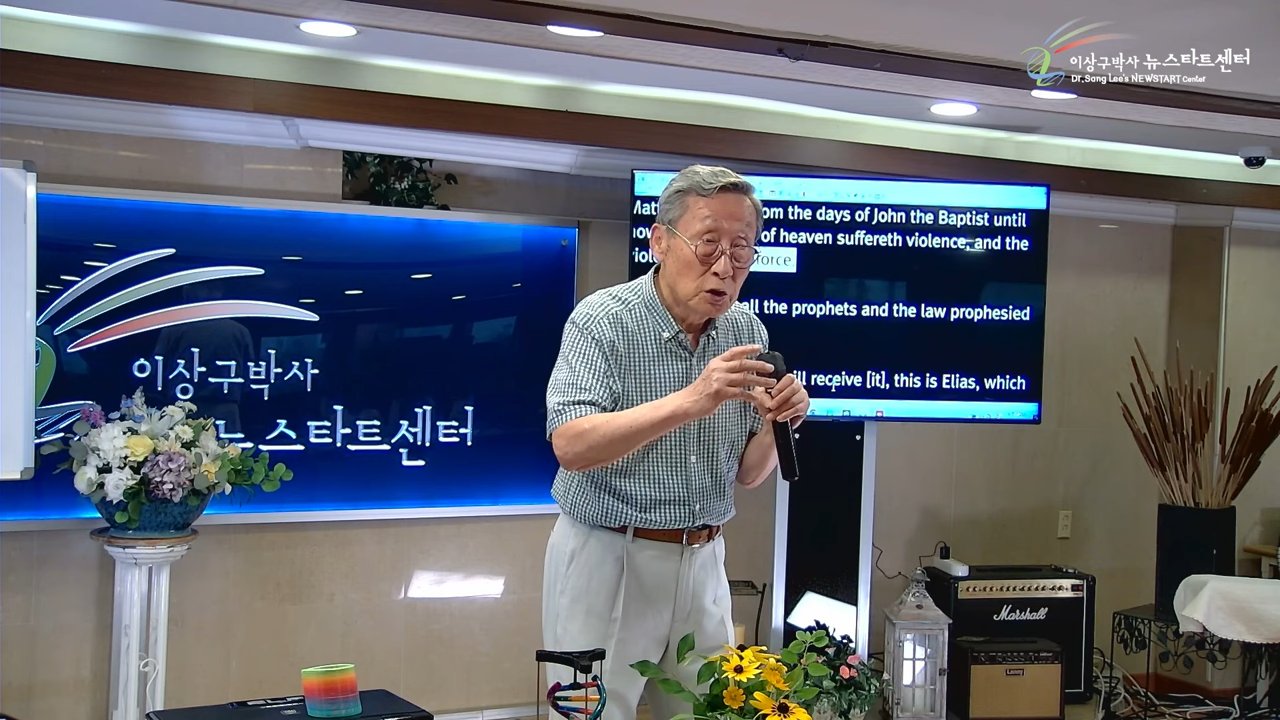 이상구박사 뉴스타트센터
Dr. Sang Lee's NEWSTART Center
이상구박사
뉴스타트센터
om the days of John the Baptist until
of heaven suffereth violence, and the
force
all the prophets and the law prophesied
ill receive [it], this is Elias, which
Marshall
Laney